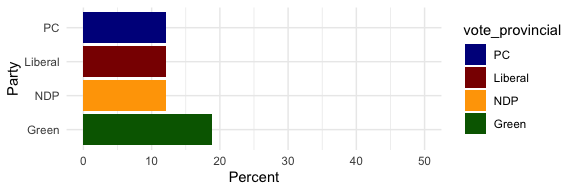 PC
Liberal
NDP
Green
Party
0 10 20 30 40 50
Percent
vote_provincial
PC
Liberal
NDP
Green